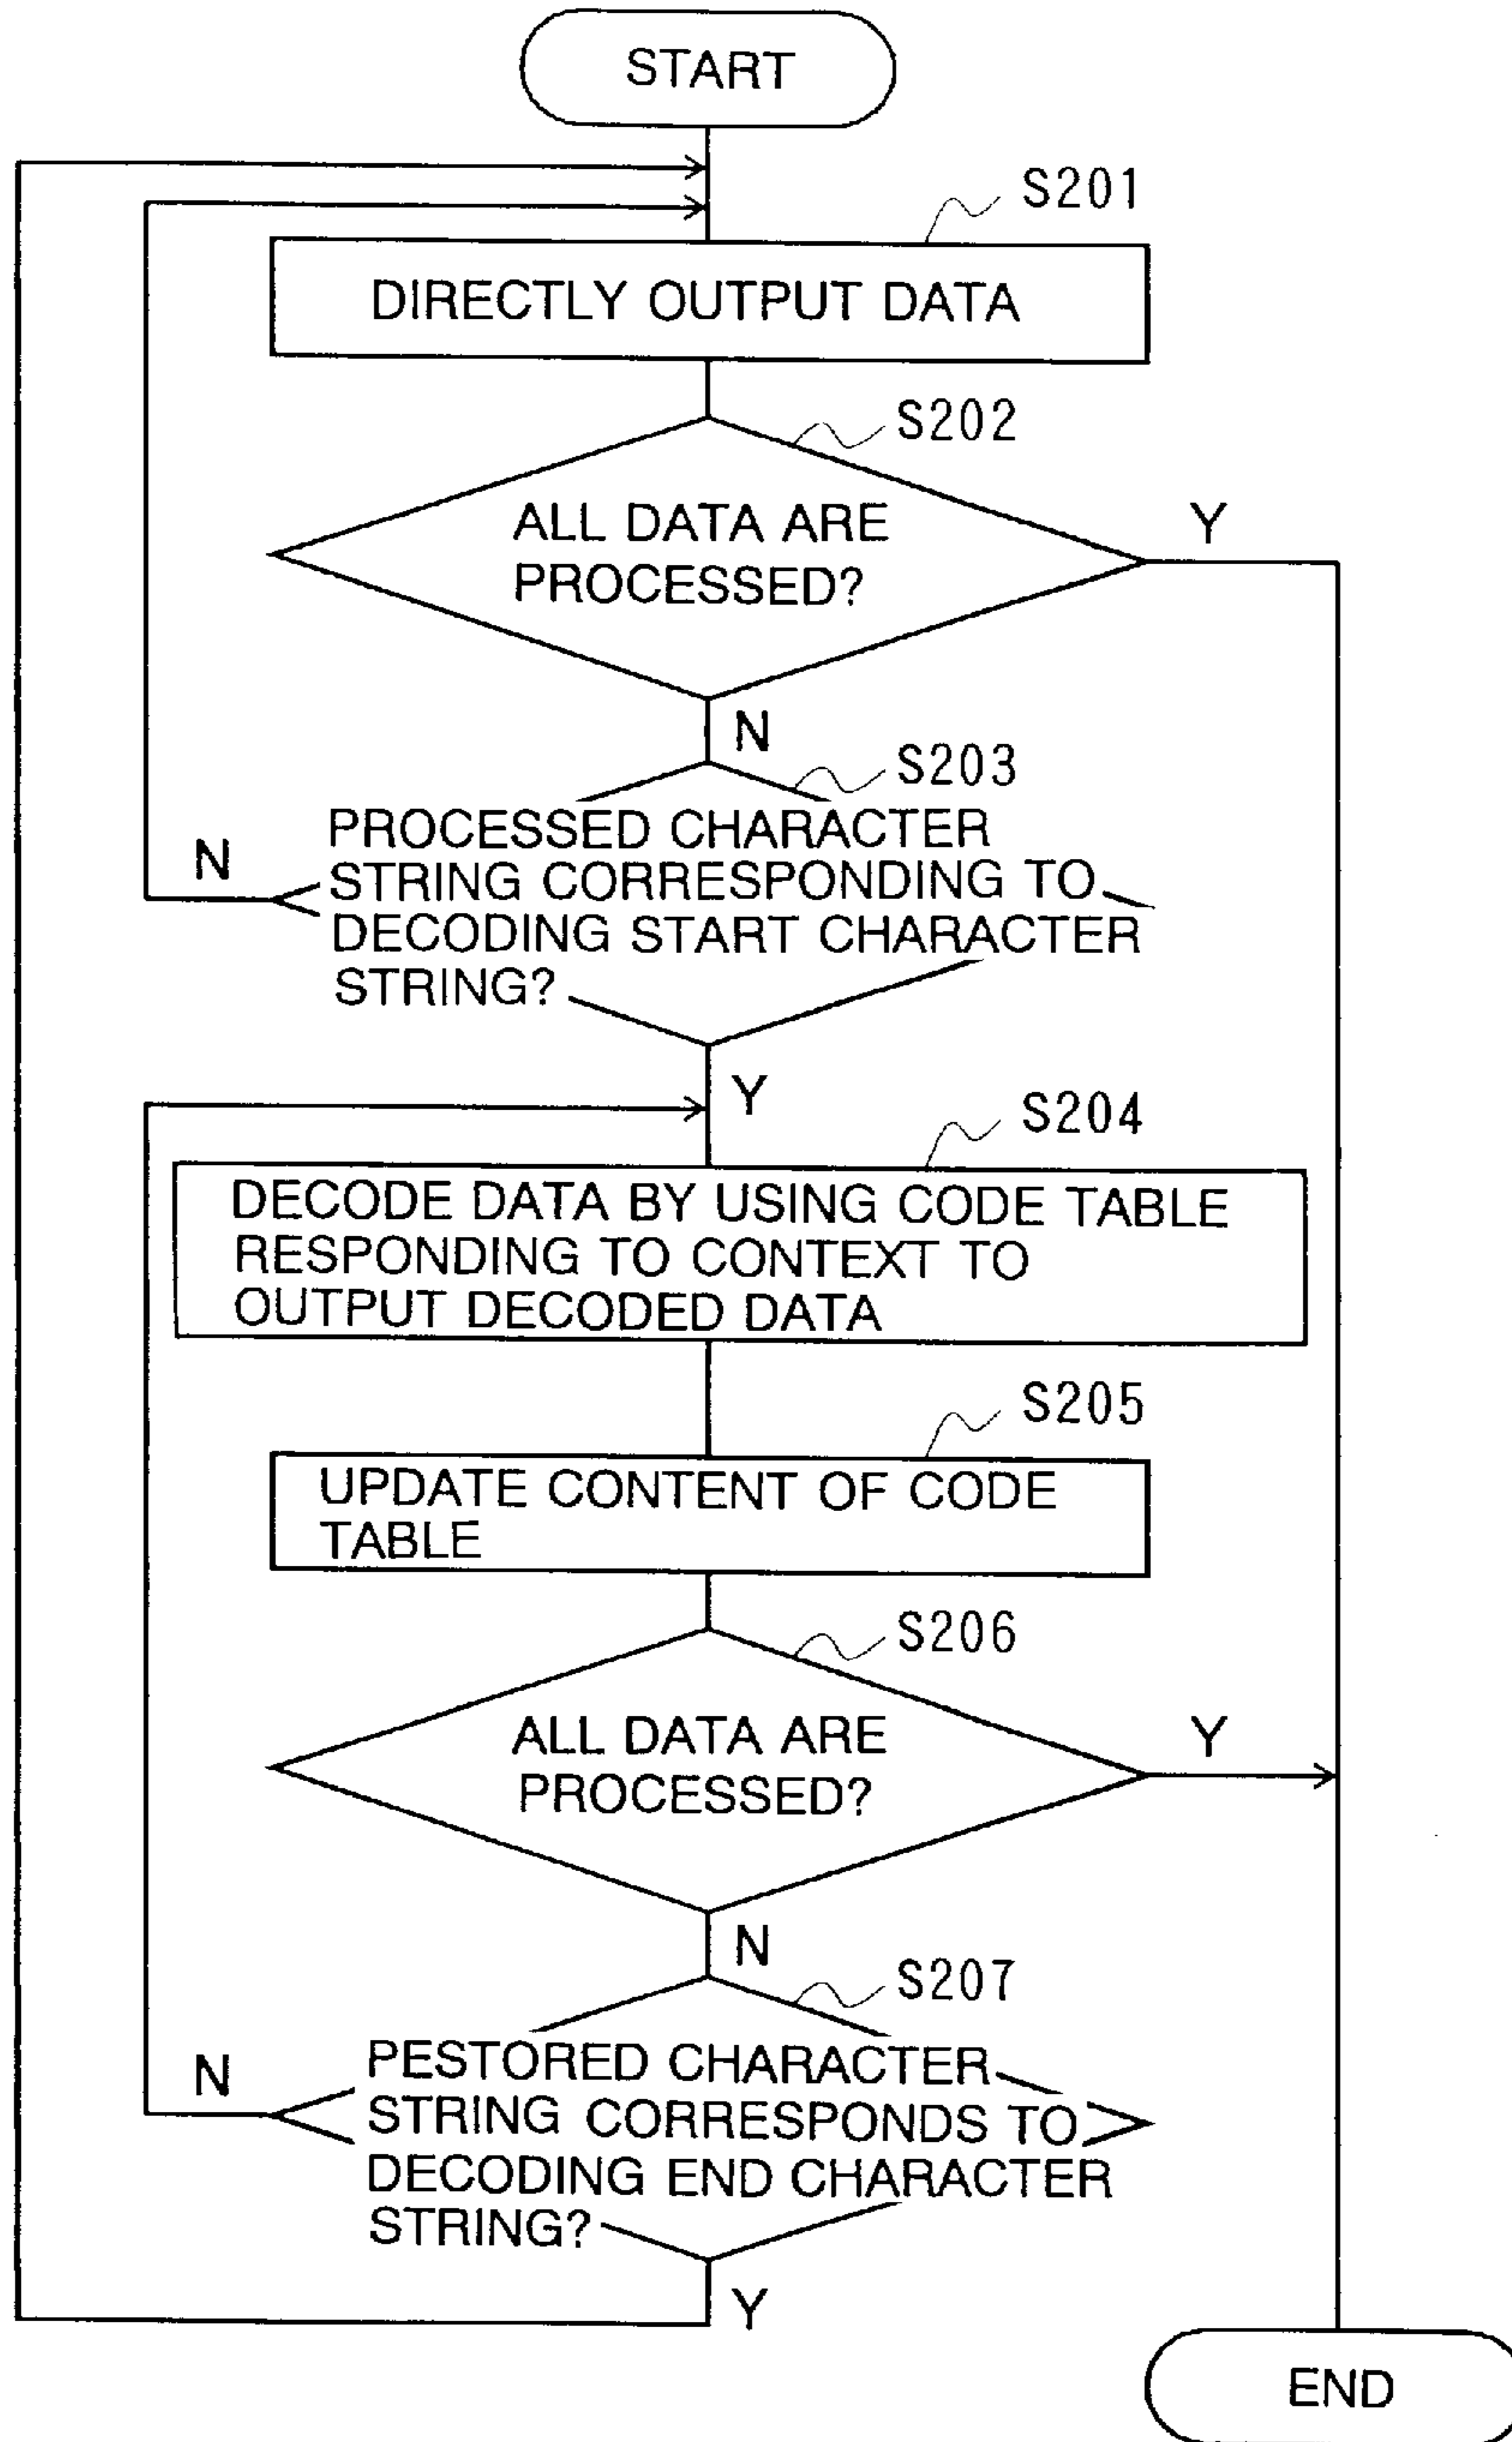 START
S201
DIRECTLY OUTPUT DATA
S202
ALL DATA ARE
PROCESSED?
Y
N
S203
PROCESSED CHARACTER
STRING CORRESPONDING TO
DECODING START CHARACTER
STRING?
N
Y
S204
DECODE DATA BY USING CODE TABLE
RESPONDING TO CONTEXT TO
OUTPUT DECODED DATA
S205
UPDATE CONTENT OF CODE
TABLE
S206
ALL DATA ARE
PROCESSED?
Y
N
S207
PESTORED CHARACTER
STRING CORRESPONDS TO
DECODING END CHARACTER
STRING?
N
Y
END